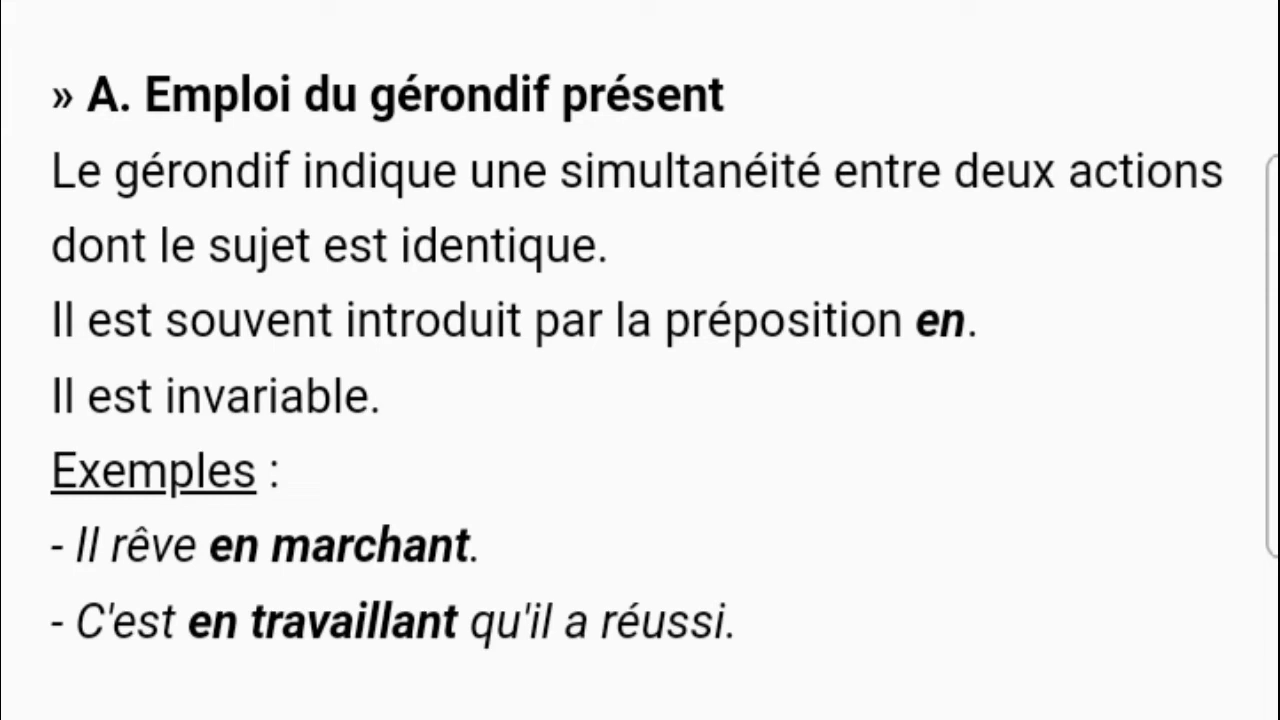 » A. Emploi du gérondif présent
Le gérondif indique une simultanéité entre deux actions
dont le sujet est identique.
Il est souvent introduit par la préposition en.
Il est invariable.
Exemples :
- Il rêve en marchant.
- C'est en travaillant qu'il a réussi.